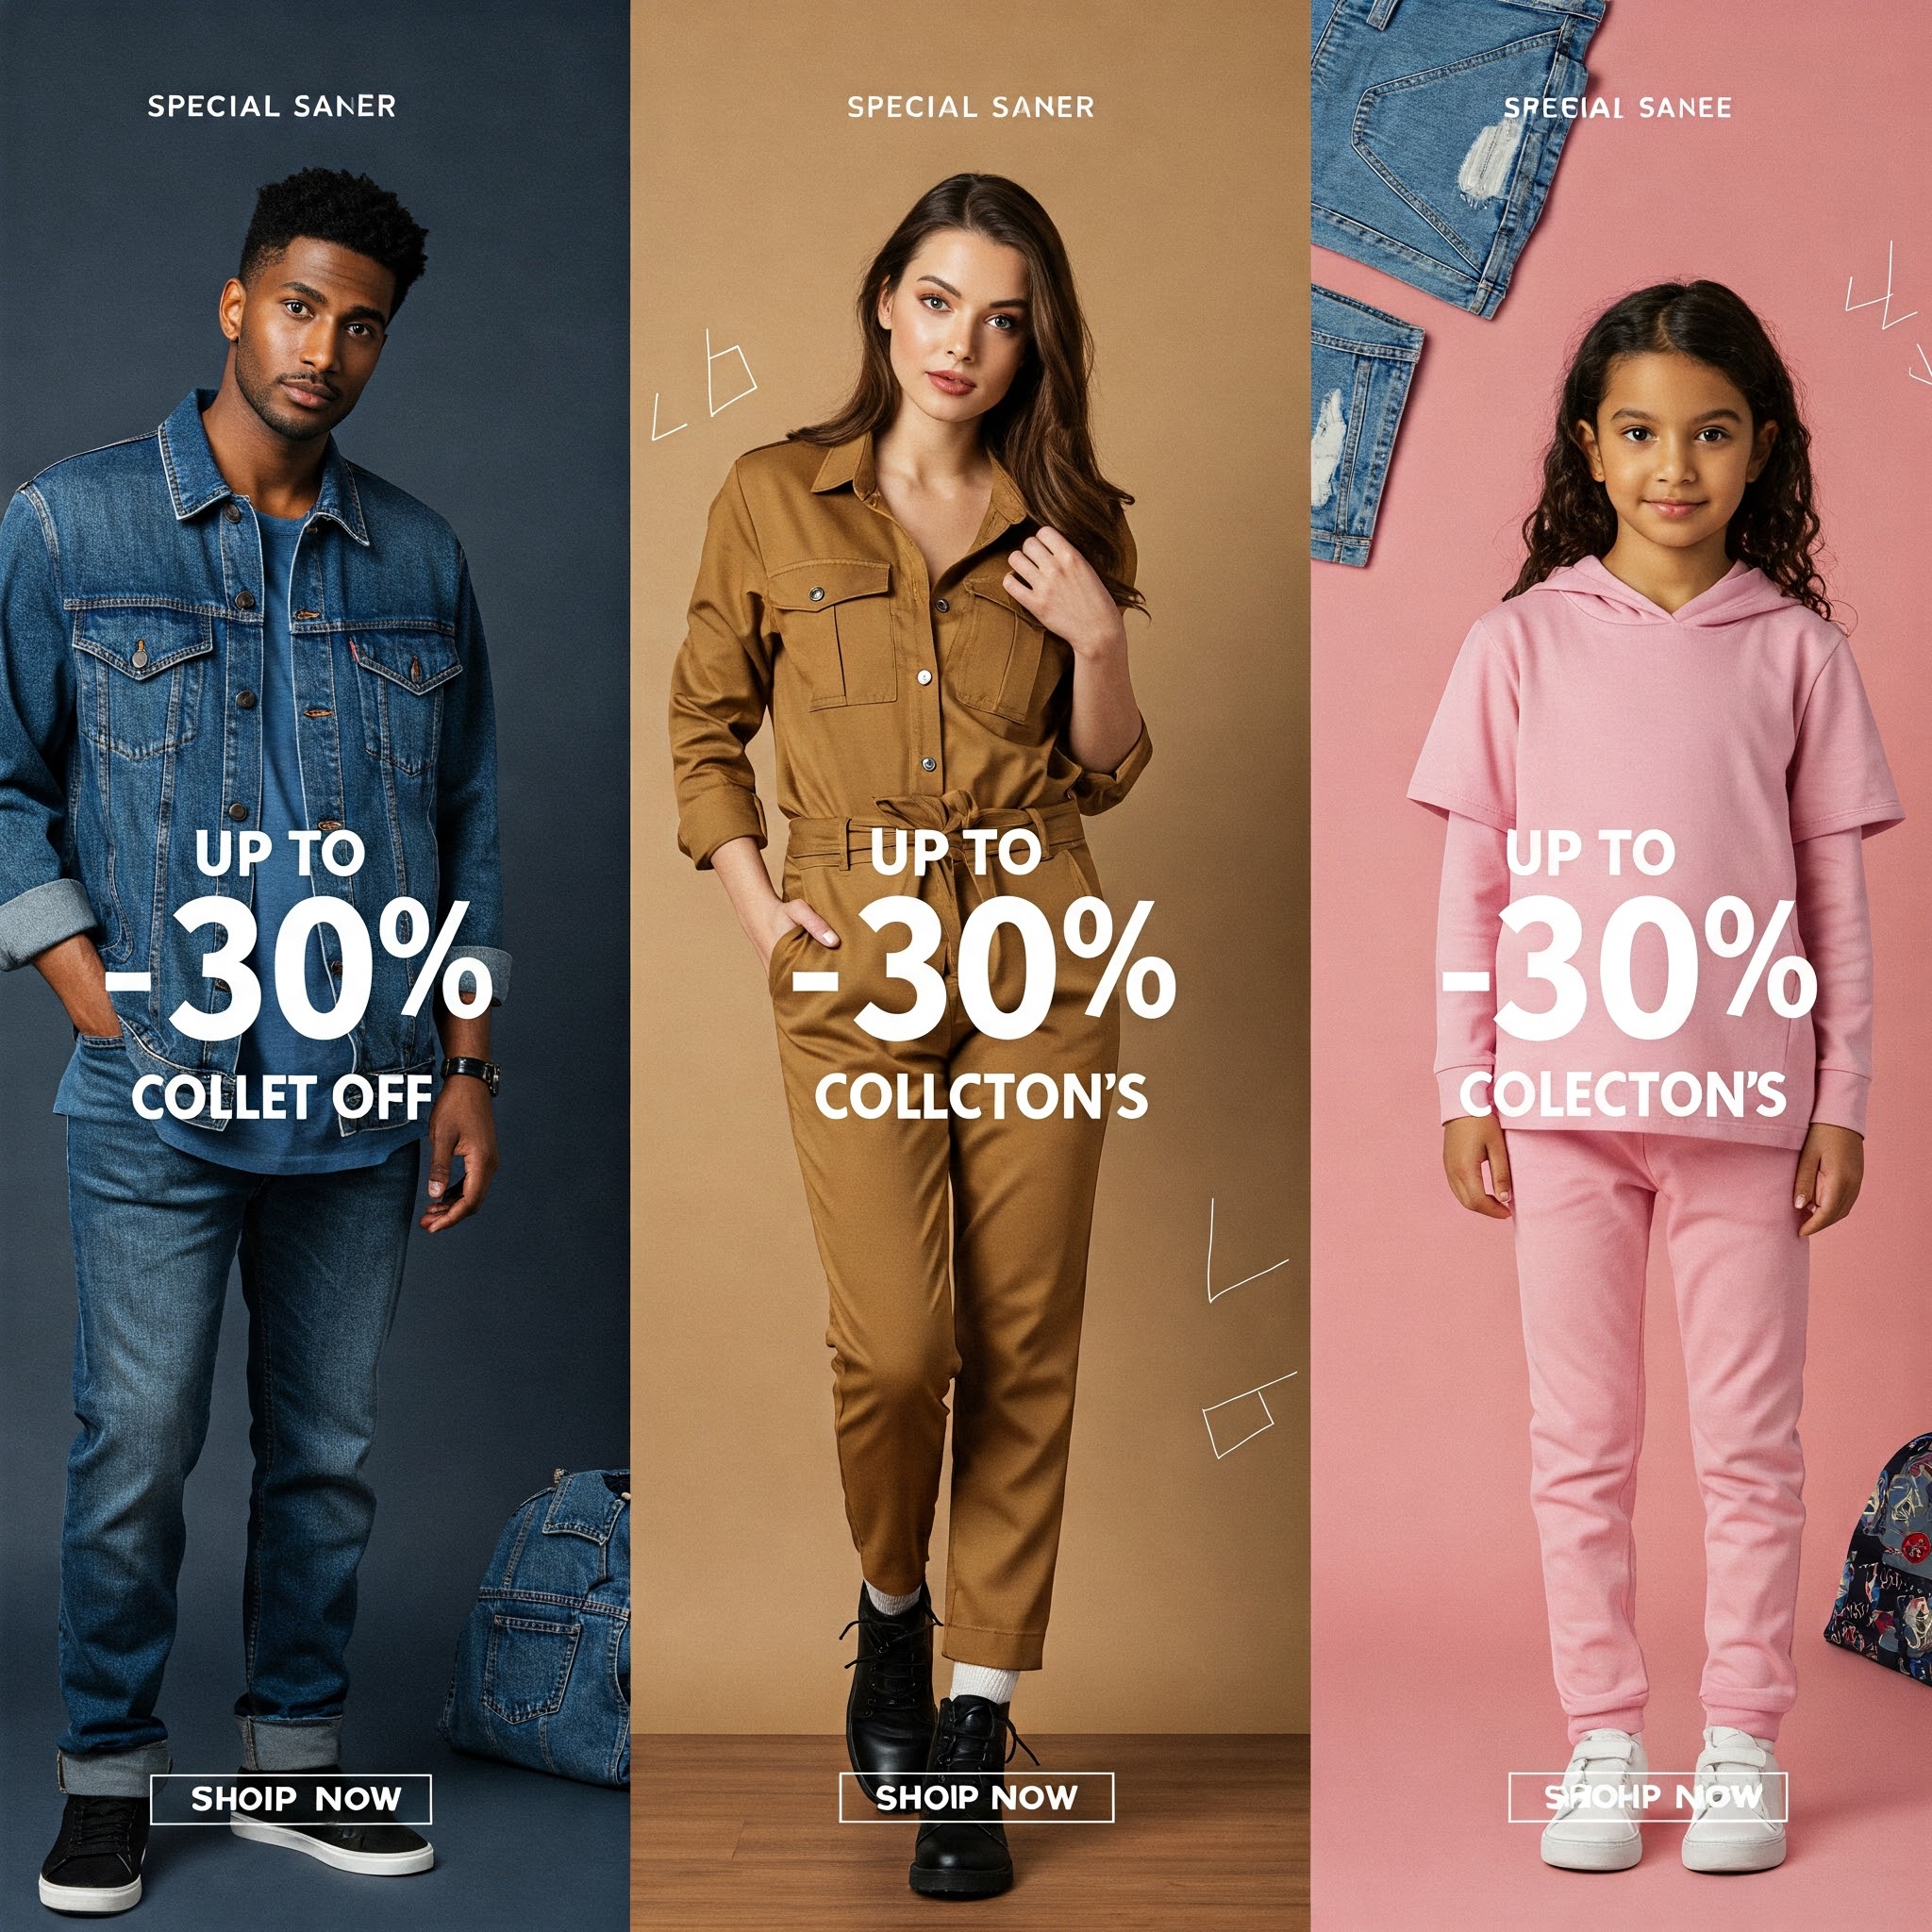 SPECIAL SANER
UP TO
-30%
COLLET OFF
SHOIP NOW
SPECIAL SANER
UP TO
-30%
COLLCTON'S
SHOIP NOW
SPECIAL SANEE
UP TO
-30%
COLECTON'S
SHOHP NOW